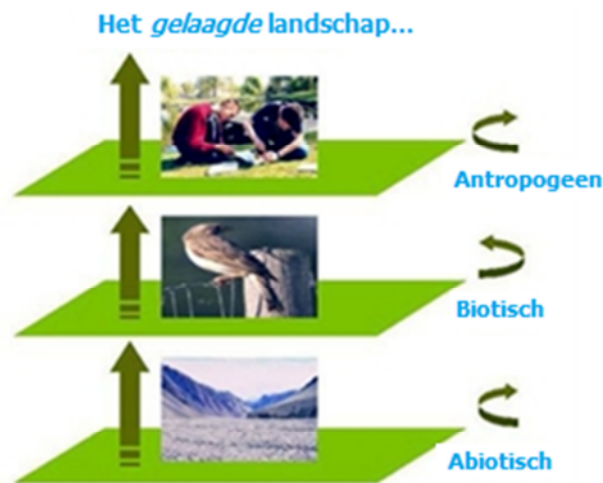 Het gelaagde landschap...
Antropogeen
Biotisch
Abiotisch